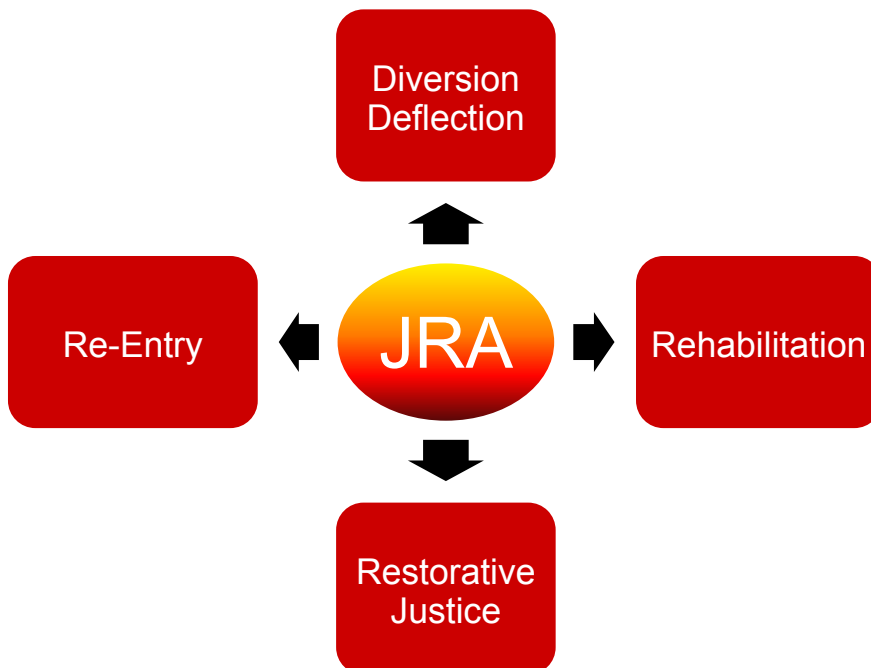 Diversion
Deflection
Re-Entry
JRA
Rehabilitation
Restorative
Justice